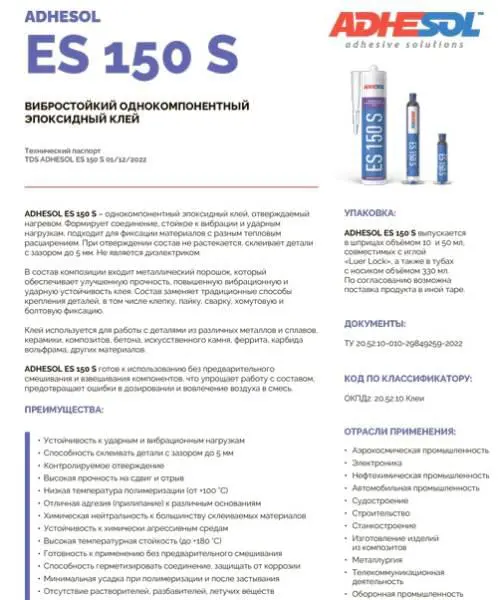 ADHESOL
ES 150 S
ADHESOL™
adhesive solutions
ВИБРОСТОЙКИЙ ОДНОКОМПОНЕНТНЫЙ
ЭПОКСИДНЫЙ КЛЕЙ
Технический паспорт
TDS ADHESOL ES 150 S 01/12/2022
ADHESOL
ES 150 S
ES 150 S
ADHESOL ES 150 S – однокомпонентный эпоксидный клей, отверждаемый
нагревом. Формирует соединение, стойкое к вибрации и ударным
нагрузкам, подходит для фиксации материалов с разным тепловым
расширением. При отверждении состав не растекается, склеивает детали
с зазором до 5 мм. Не является диэлектриком.
В состав композиции входит металлический порошок, который
обеспечивает улучшенную прочность, повышенную вибрационную и
ударную устойчивость клея. Состав заменяет традиционные способы
крепления деталей, в том числе клепку, пайку, сварку, хомутовую и
болтовую фиксацию.
Клей используется для работы с деталями из различных металлов и сплавов,
керамики, композитов, бетона, искусственного камня, феррита, карбида
вольфрама, других материалов.
ADHESOL ES 150 S готов к использованию без предварительного
смешивания и взвешивания компонентов, что упрощает работу с составом,
предотвращает ошибки в дозировании и вовлечение воздуха в смесь.
ПРЕИМУЩЕСТВА:
• Устойчивость к ударным и вибрационным нагрузкам
• Способность склеивать детали с зазором до 5 мм
• Контролируемое отверждение
• Высокая прочность на сдвиг и отрыв
• Низкая температура полимеризации (от +100 °C)
• Отличная адгезия (прилипание) к различным основаниям
• Химическая нейтральность к большинству склеиваемых материалов
• Устойчивость к химически агрессивным средам
• Высокая температурная стойкость (до +180 °C)
• Готовность к применению без предварительного смешивания
• Способность герметизировать соединение, защищать от коррозии
• Минимальная усадка при полимеризации и после застывания
• Отсутствие растворителей, разбавителей, летучих веществ
УПАКОВКА:
ADHESOL ES 150 S выпускается
в шприцах объёмом 10 и 50 мл,
совместимых с иглой
«Luer Lock», а также в тубах
с носиком объёмом 330 мл.
По согласованию возможна
поставка продукта в иной таре.
ДОКУМЕНТЫ:
ТУ 20.52.10-010-29849259-2022
КОД ПО КЛАССИФИКАТОРУ:
ОКПД2: 20.52.10 Клеи
ОТРАСЛИ ПРИМЕНЕНИЯ:
• Аэрокосмическая промышленность
• Электроника
• Нефтехимическая промышленность
• Автомобильная промышленность
• Судостроение
• Строительство
• Станкостроение
• Изготовление изделий
из композитов
• Металлургия
• Телекоммуникационная
деятельность
• Оборонная промышленность